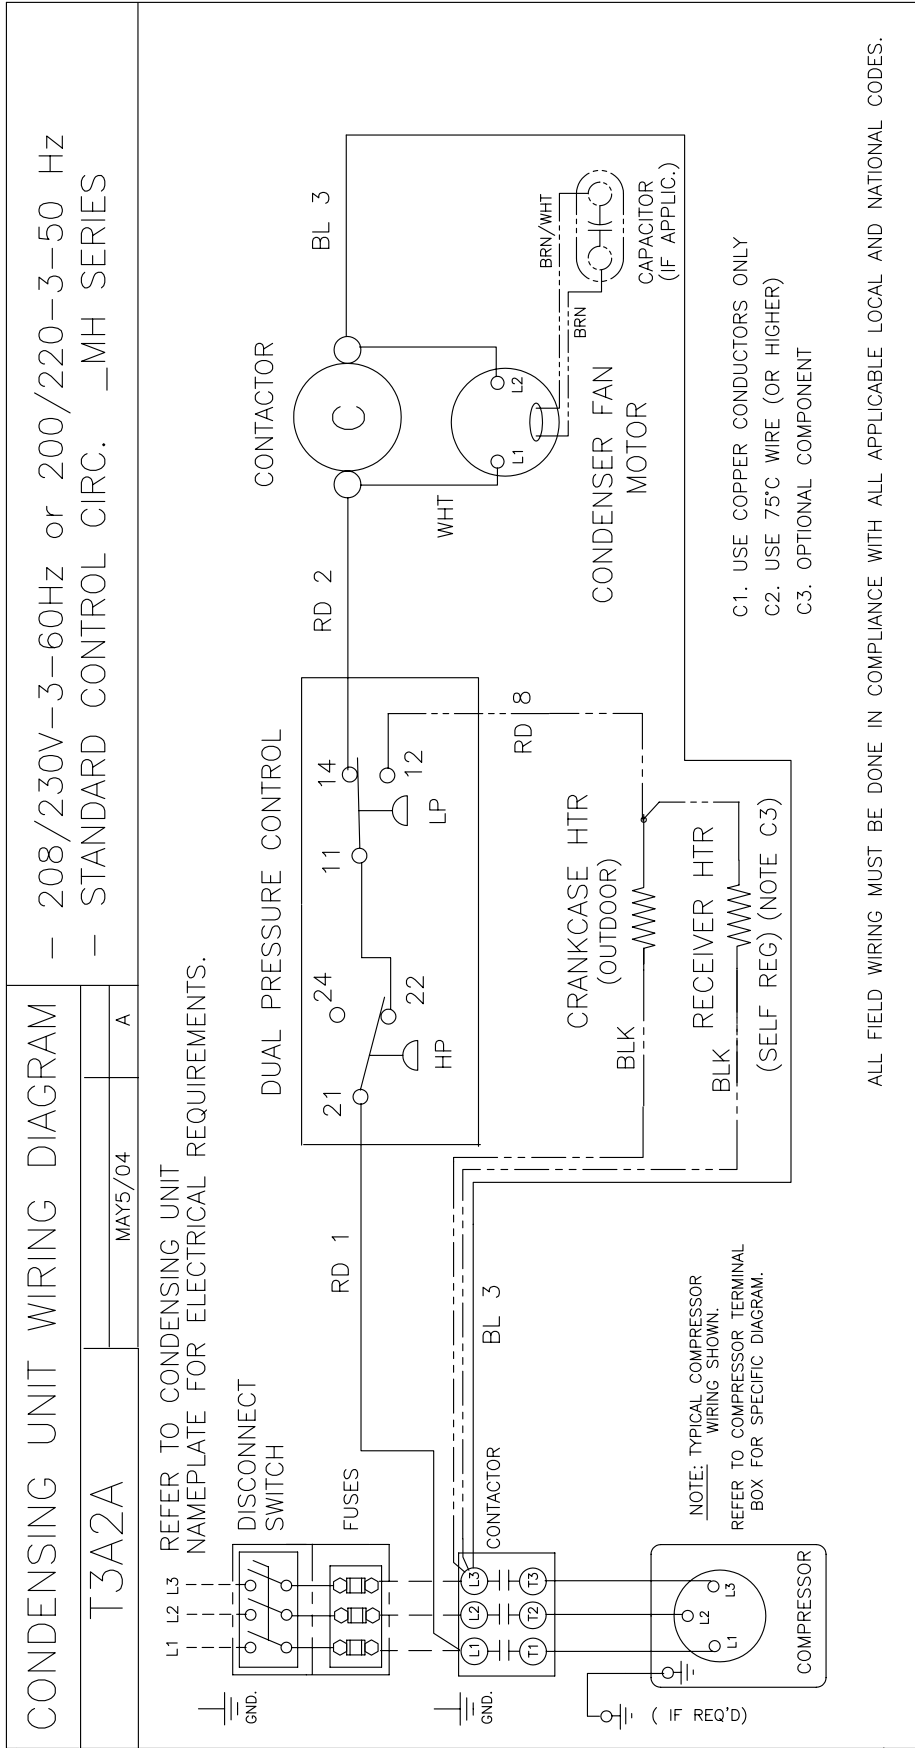 CONDENSING UNIT WIRING DIAGRAM
T3A2A
MAY5/04
A
– 208/230V–3–60Hz or 200/220–3–50 Hz
– STANDARD CONTROL CIRC. _MH SERIES
REFER TO CONDENSING UNIT
NAMEPLATE FOR ELECTRICAL REQUIREMENTS.
L1 L2 L3
DISCONNECT
SWITCH
FUSES
GND.
RD 1
DUAL PRESSURE CONTROL
21
24
22
HP
11
14
12
LP
RD 2
CONTACTOR
C
BL 3
WHT
L1
L2
CONDENSER FAN
MOTOR
BRN/WHT
BRN
CAPACITOR
(IF APPLIC.)
RD 8
CRANKCASE HTR
(OUTDOOR)
BLK
RECEIVER HTR
BLK
(SELF REG) (NOTE C3)
BL 3
CONTACTOR
L1 L2 L3
T1 T2 T3
GND.
L1
L2
L3
COMPRESSOR
( IF REQ'D)
NOTE: TYPICAL COMPRESSOR
WIRING SHOWN.
REFER TO COMPRESSOR TERMINAL
BOX FOR SPECIFIC DIAGRAM.
C1. USE COPPER CONDUCTORS ONLY
C2. USE 75°C WIRE (OR HIGHER)
C3. OPTIONAL COMPONENT
ALL FIELD WIRING MUST BE DONE IN COMPLIANCE WITH ALL APPLICABLE LOCAL AND NATIONAL CODES.